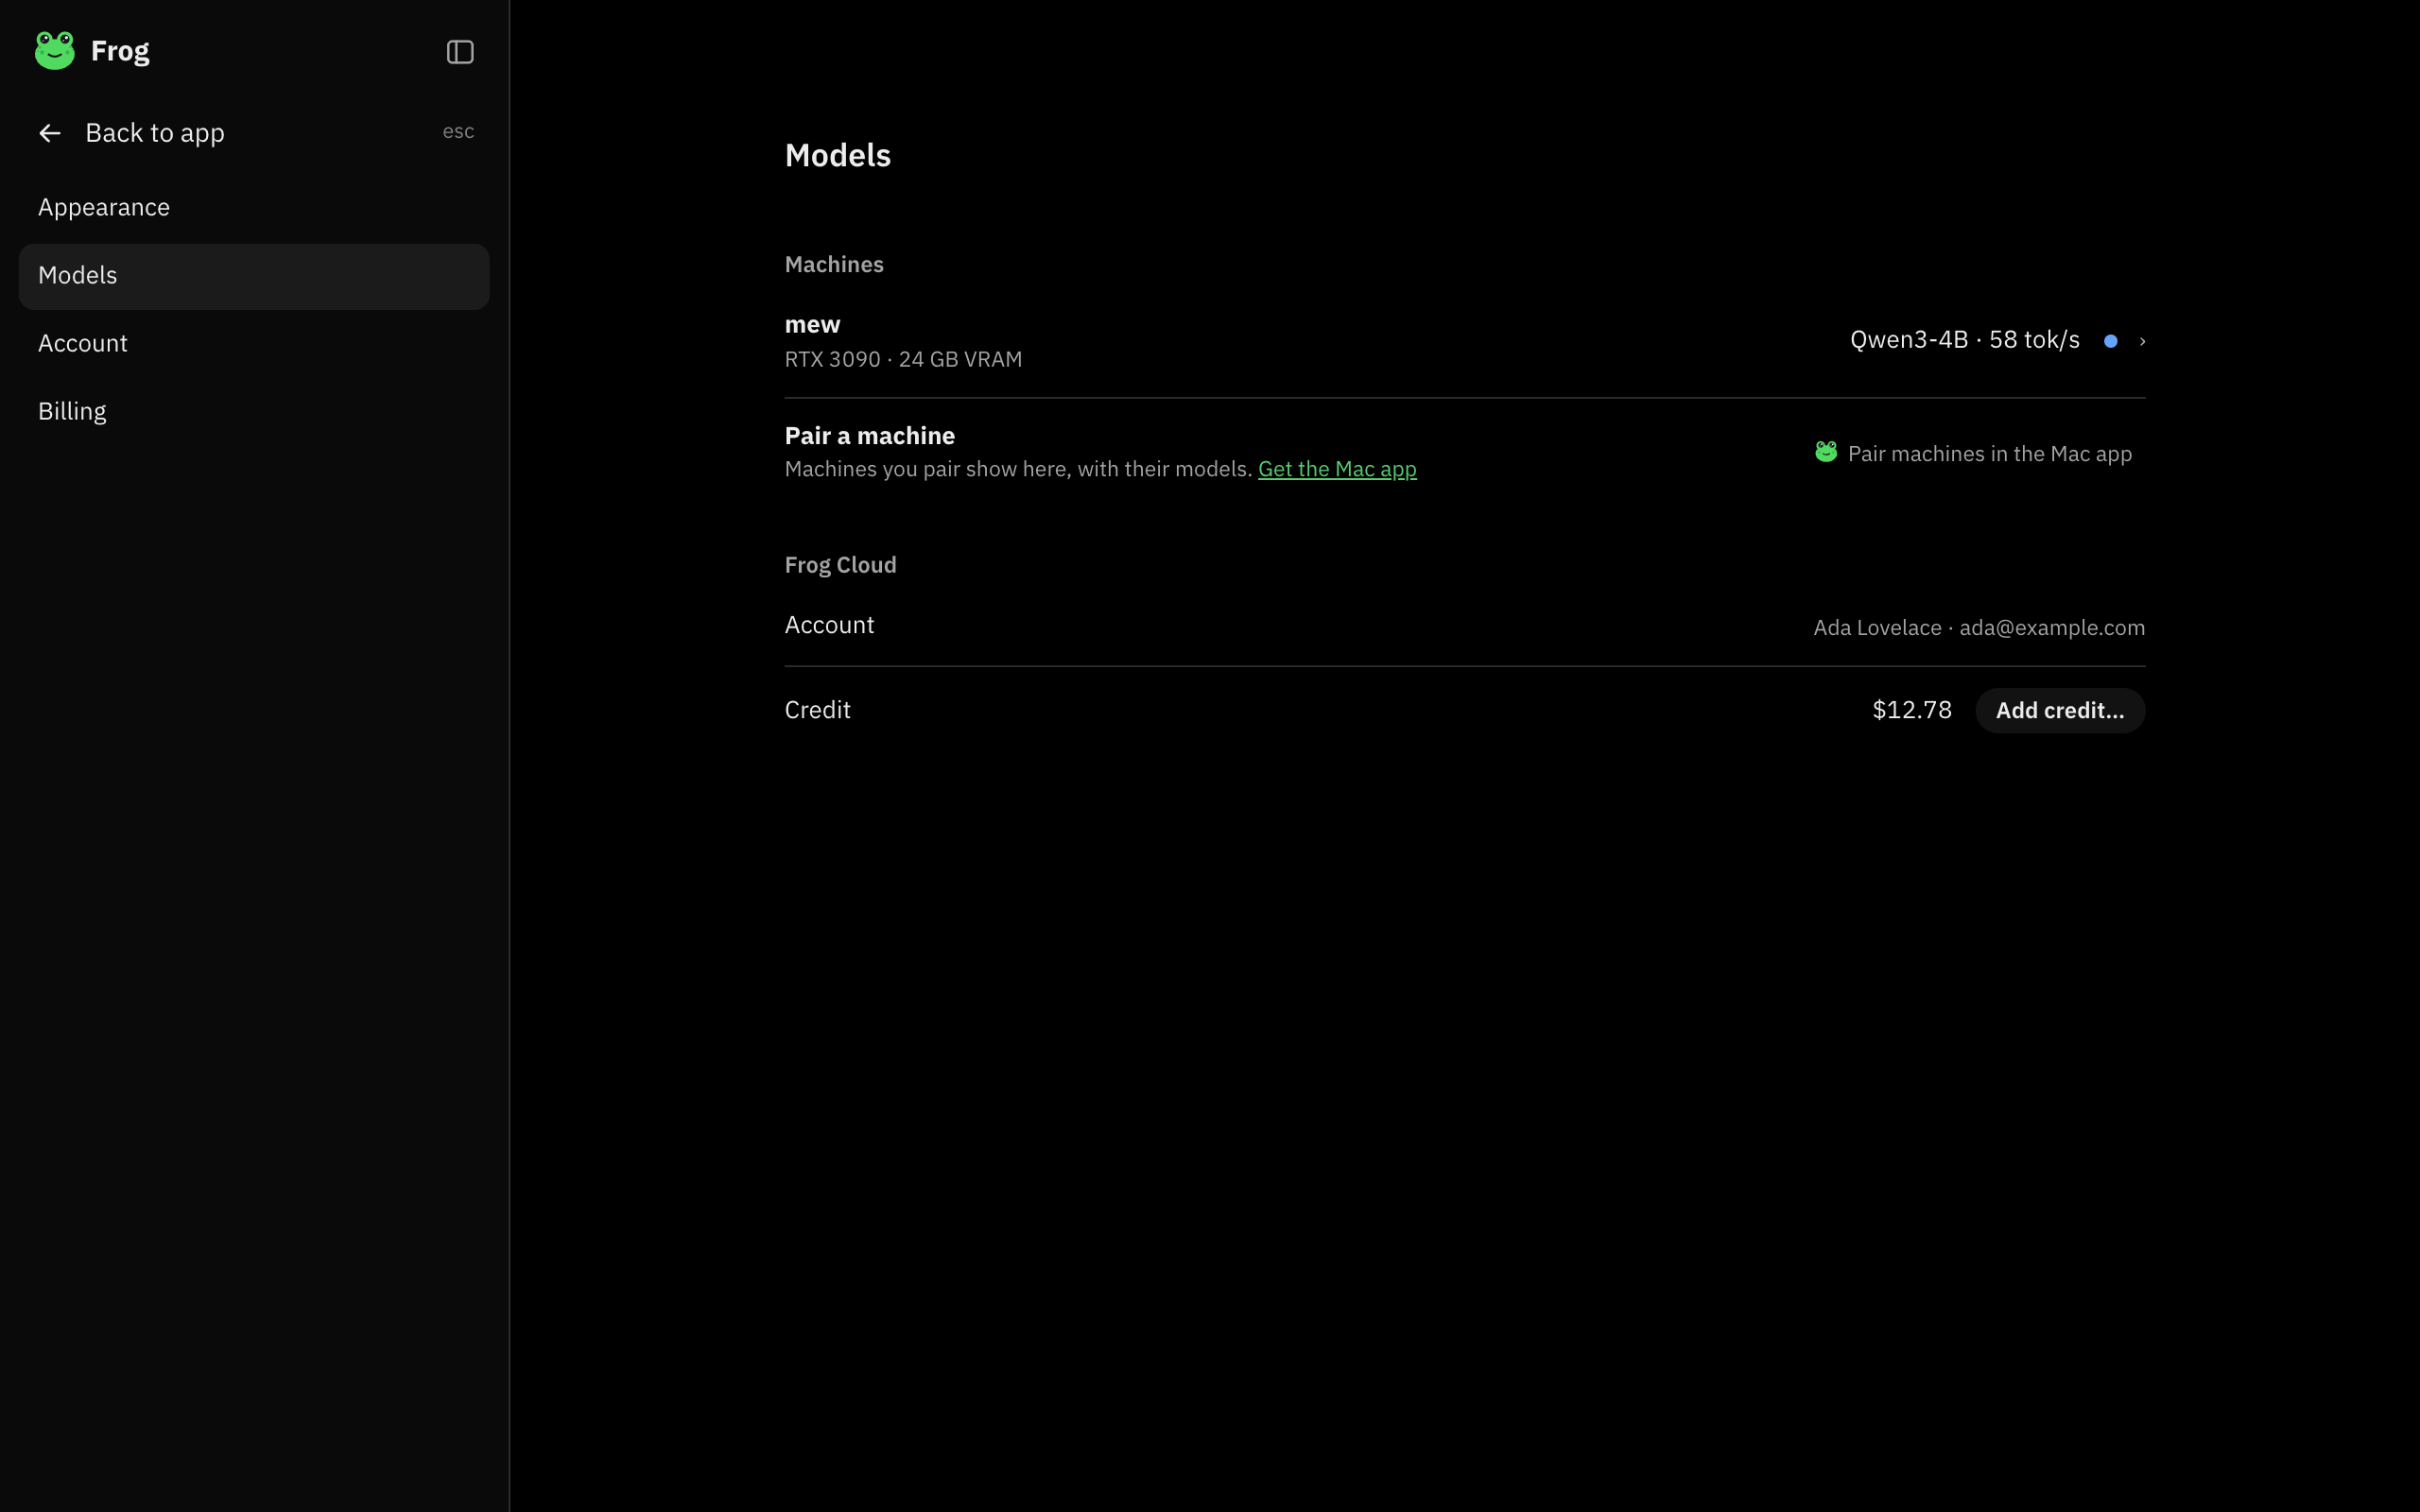 Frog
Back to app
esc
Appearance
Models
Account
Billing
Models
Machines
mew
RTX 3090 · 24 GB VRAM
Qwen3-4B · 58 tok/s
Pair a machine
Machines you pair show here, with their models. Get the Mac app
Pair machines in the Mac app
Frog Cloud
Account
Ada Lovelace · ada@example.com
Credit
$12.78
Add credit...